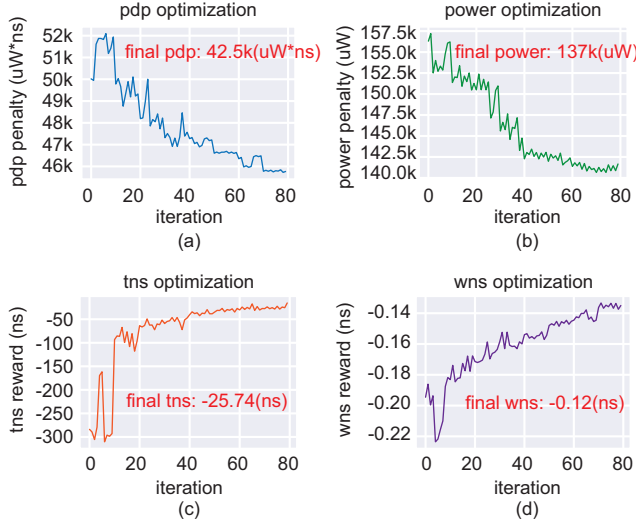 pdp optimization
52k
51k
50k
49k
48k
47k
46k
pdp penalty (uW*ns)
final pdp: 42.5k(uW*ns)
0 20 40 60 80
iteration
(a)
power optimization
157.5k
155.0k
152.5k
150.0k
147.5k
145.0k
142.5k
140.0k
power penalty (uW)
final power: 137k(uW)
0 20 40 60 80
iteration
(b)
tns optimization
-50
-100
-150
-200
-250
-300
tns reward (ns)
final tns: -25.74(ns)
0 20 40 60 80
iteration
(c)
wns optimization
-0.14
-0.16
-0.18
-0.20
-0.22
wns reward (ns)
final wns: -0.12(ns)
0 20 40 60 80
iteration
(d)